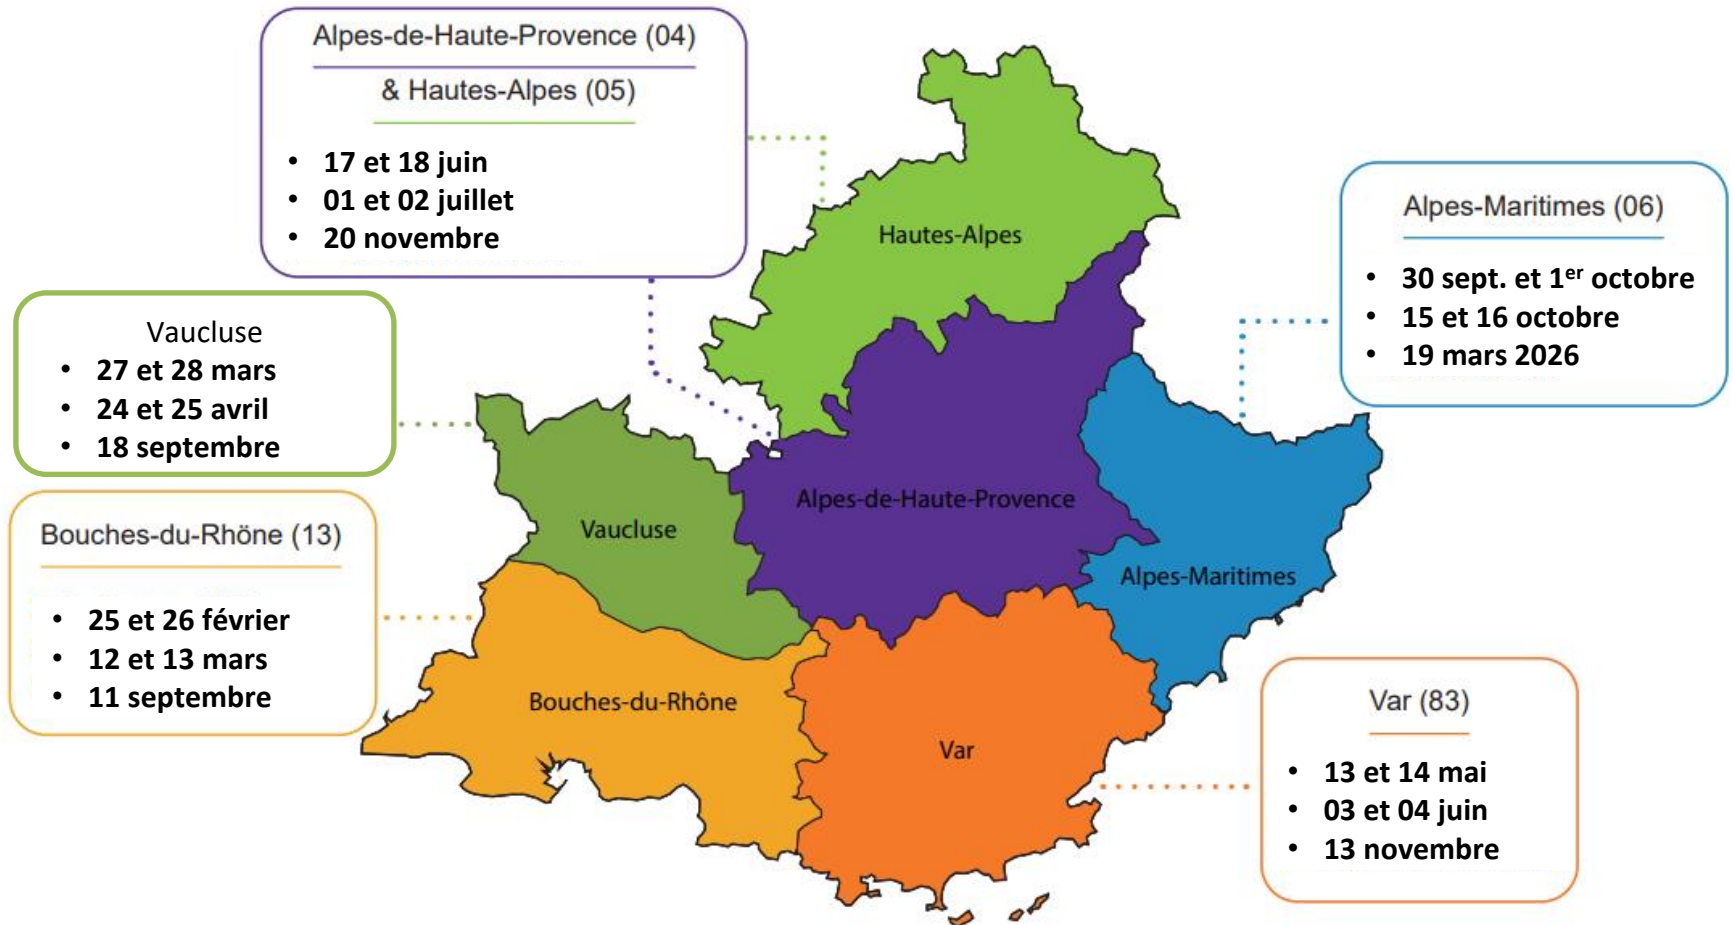 Alpes-de-Haute-Provence (04)
& Hautes-Alpes (05)
• 17 et 18 juin
• 01 et 02 juillet
• 20 novembre
Alpes-Maritimes (06)
• 30 sept. et 1er octobre
• 15 et 16 octobre
• 19 mars 2026
Vaucluse
• 27 et 28 mars
• 24 et 25 avril
• 18 septembre
Bouches-du-Rhöne (13)
• 25 et 26 février
• 12 et 13 mars
• 11 septembre
Var (83)
• 13 et 14 mai
• 03 et 04 juin
• 13 novembre
Hautes-Alpes
Alpes-de-Haute-Provence
Vaucluse
Alpes-Maritimes
Bouches-du-Rhône
Var